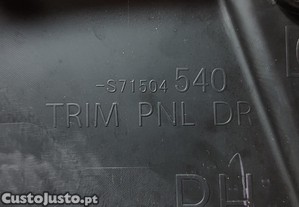 -S71504 540
TRIM PNL DR
CustoJusto.pt